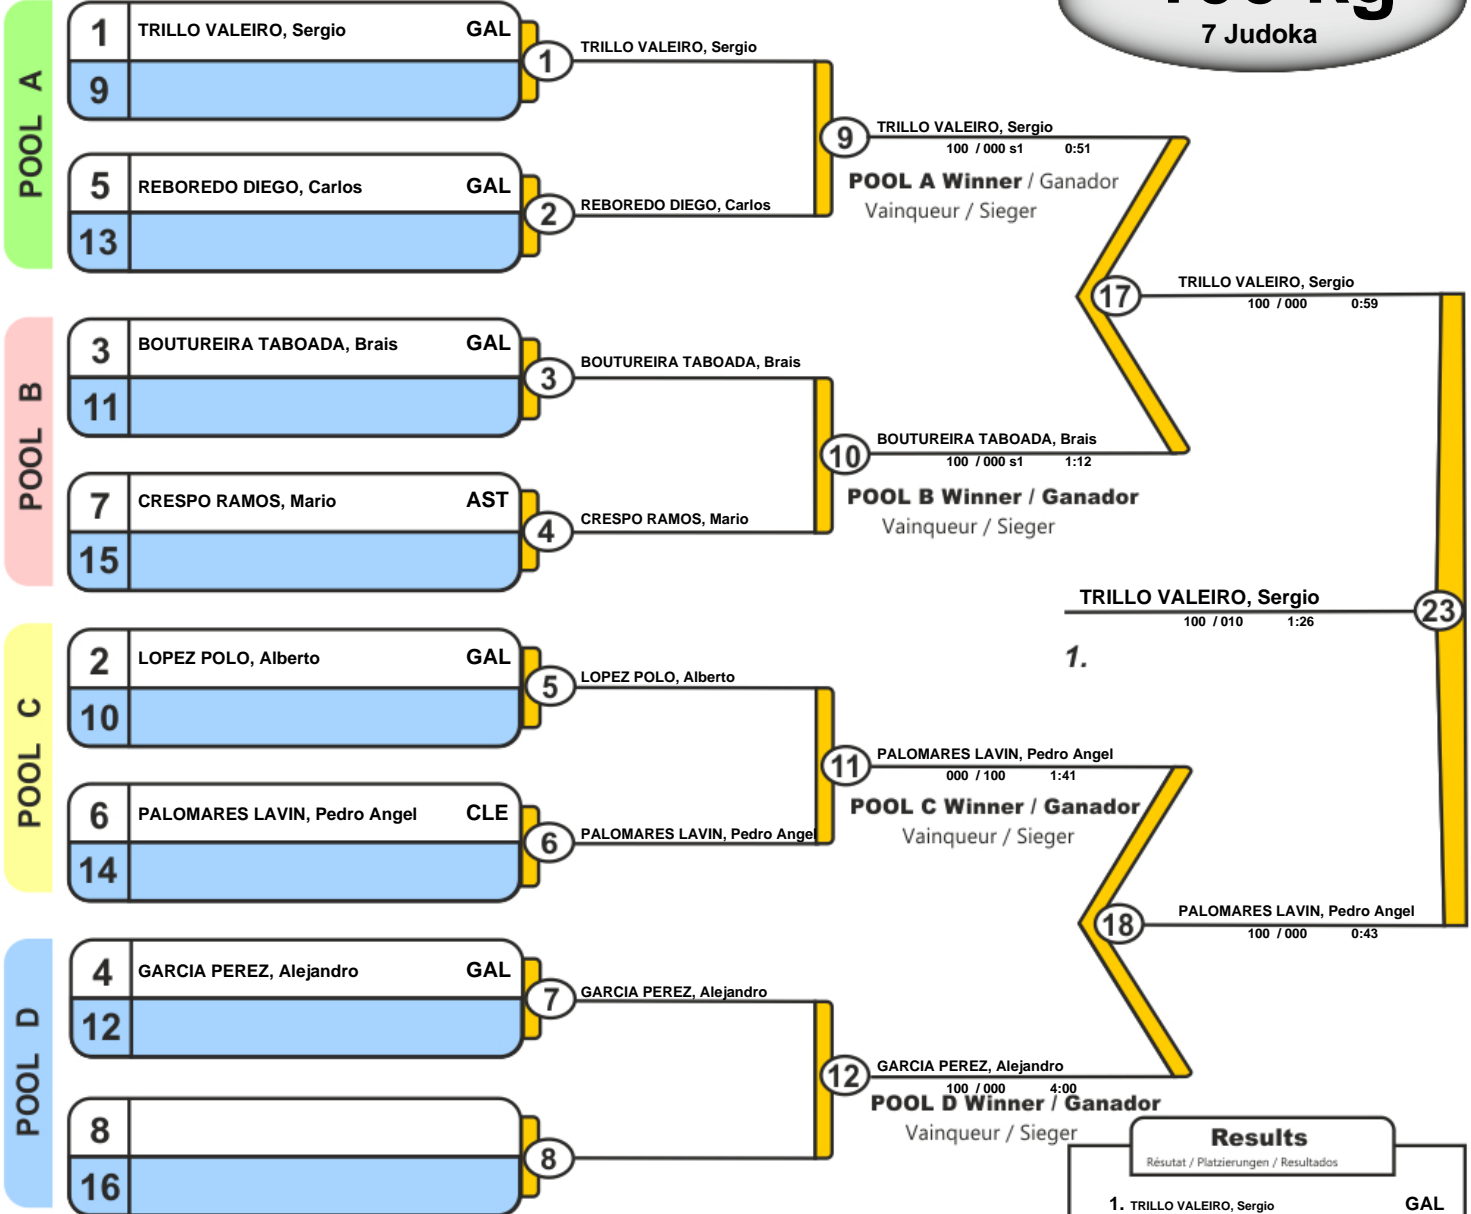 7 Judoka
POOL A
1 TRILLO VALEIRO, Sergio GAL
9
5 REBOREDO DIEGO, Carlos GAL
13
1 TRILLO VALEIRO, Sergio
2 REBOREDO DIEGO, Carlos
9 TRILLO VALEIRO, Sergio
100 / 000 s1 0:51
POOL A Winner / Ganador
Vainqueur / Sieger
POOL B
3 BOUTUREIRA TABOADA, Brais GAL
11
7 CRESPO RAMOS, Mario AST
15
3 BOUTUREIRA TABOADA, Brais
4 CRESPO RAMOS, Mario
10 BOUTUREIRA TABOADA, Brais
100 / 000 s1 1:12
POOL B Winner / Ganador
Vainqueur / Sieger
17 TRILLO VALEIRO, Sergio
100 / 000 0:59
TRILLO VALEIRO, Sergio 23
100 / 010 1:26
1.
POOL C
2 LOPEZ POLO, Alberto GAL
10
6 PALOMARES LAVIN, Pedro Angel CLE
14
5 LOPEZ POLO, Alberto
6 PALOMARES LAVIN, Pedro Angel
11 PALOMARES LAVIN, Pedro Angel
000 / 100 1:41
POOL C Winner / Ganador
Vainqueur / Sieger
18 PALOMARES LAVIN, Pedro Angel
100 / 000 0:43
POOL D
4 GARCIA PEREZ, Alejandro GAL
12
8
16
7 GARCIA PEREZ, Alejandro
8
12 GARCIA PEREZ, Alejandro
100 / 000 4:00
POOL D Winner / Ganador
Vainqueur / Sieger
Results
Résutat / Platzierungen / Resultados
1. TRILLO VALEIRO, Sergio GAL